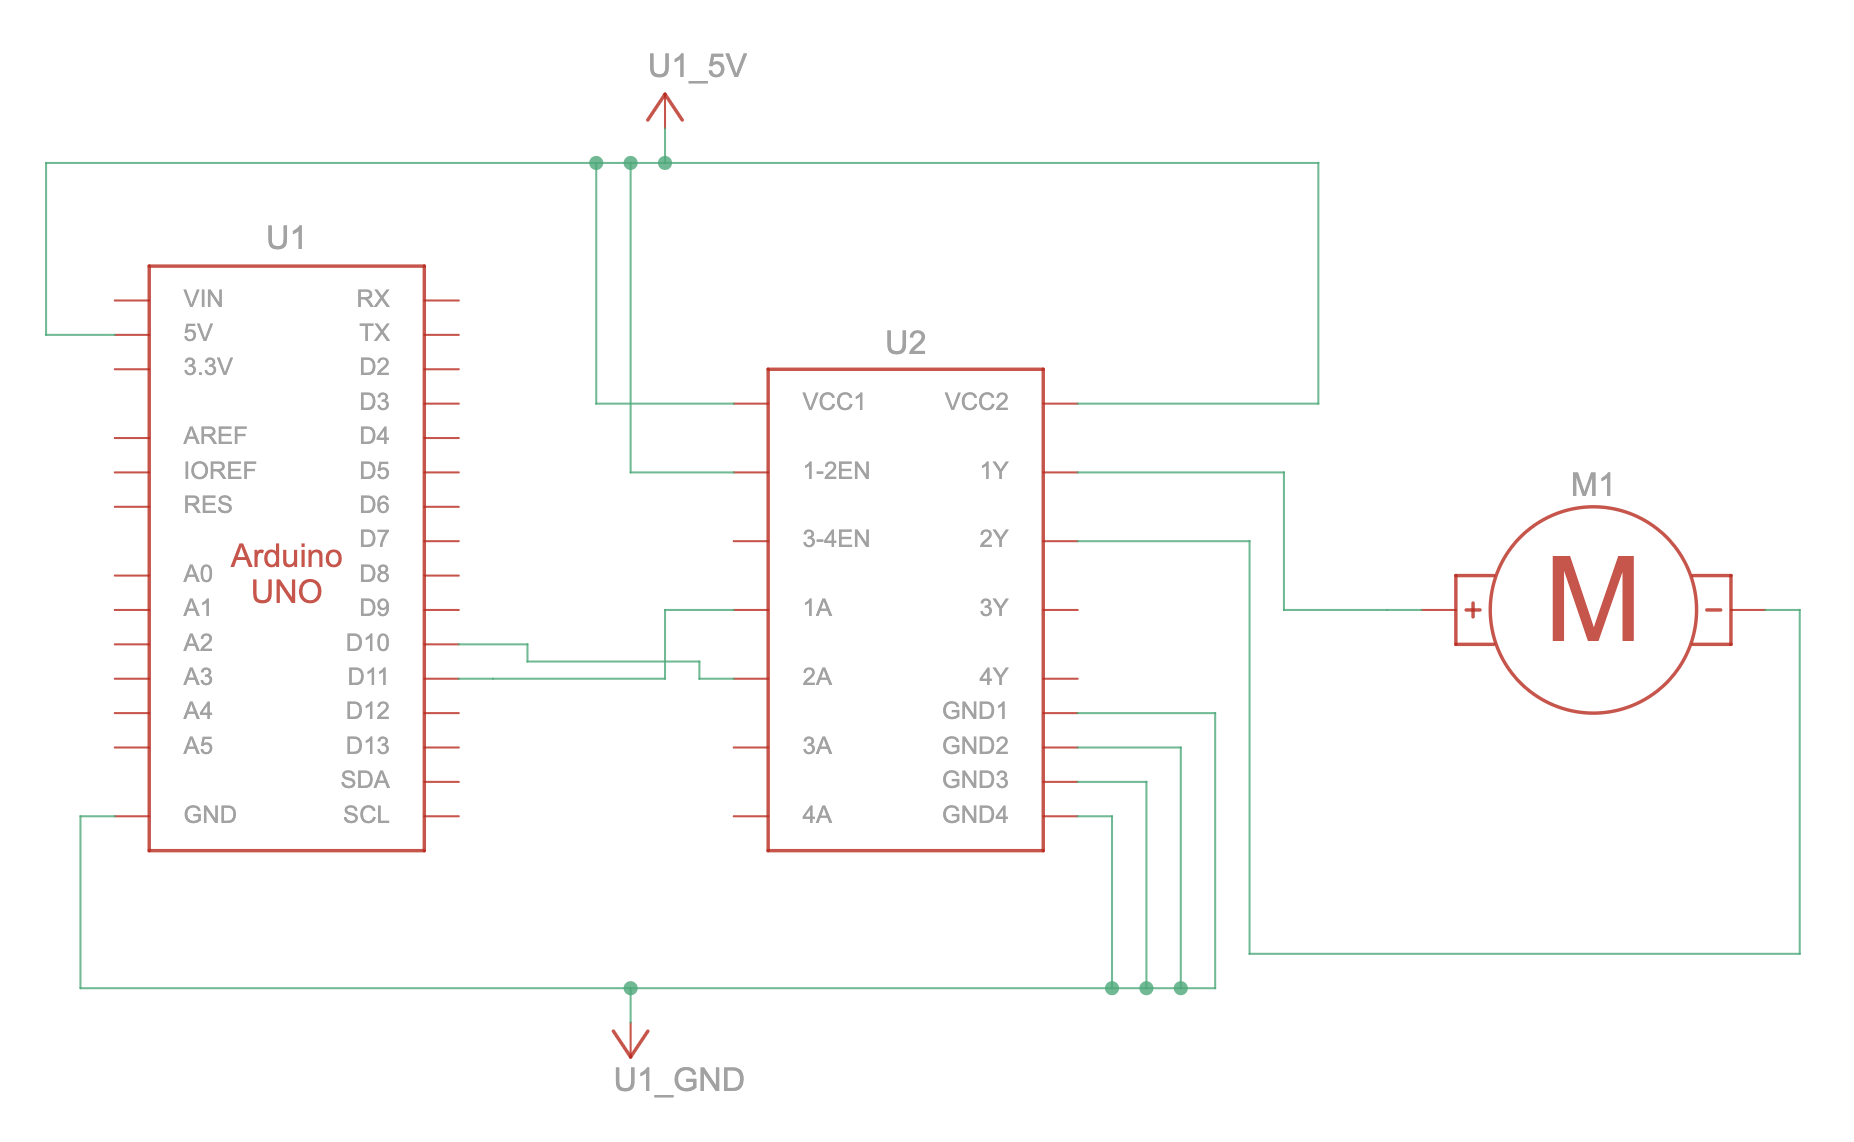 U1_5V
U1
VIN RX
5V TX
3.3V D2
D3
AREF D4
IOREF D5
RES D6
D7
Arduino
UNO
A0 D8
A1 D9
A2 D10
A3 D11
A4 D12
A5 D13
SDA
GND SCL
U2
VCC1 VCC2
1-2EN 1Y
3-4EN 2Y
1A 3Y
2A 4Y
GND1
3A GND2
GND3
4A GND4
M1
+ M −
U1_GND